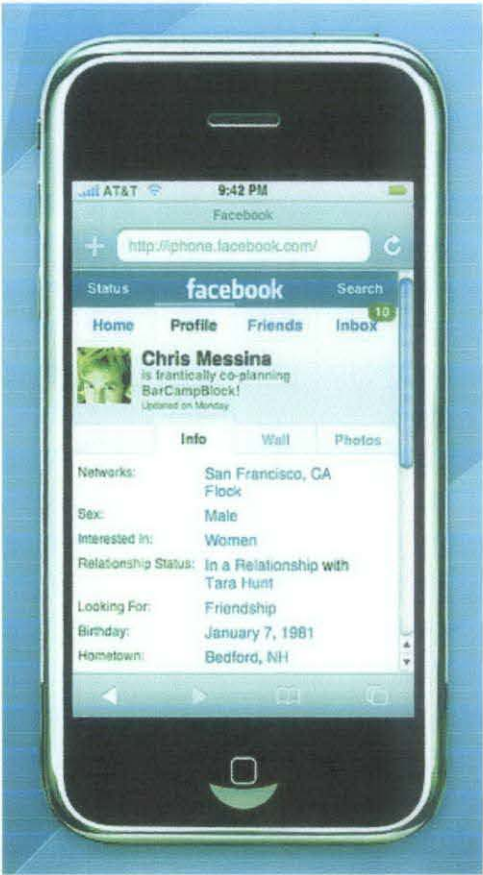 AT&T 9:42 PM
Facebook
http://iphone.facebook.com/
Status facebook Search
Home Profile Friends Inbox 10
Chris Messina
is frantically co-planning
BarCampBlock!
Updated on Monday
Info Wall Photos
Networks: San Francisco, CA
Flock
Sex: Male
Interested in: Women
Relationship Status: In a Relationship with
Tara Hunt
Looking For: Friendship
Birthday: January 7, 1981
Hometown: Bedford, NH